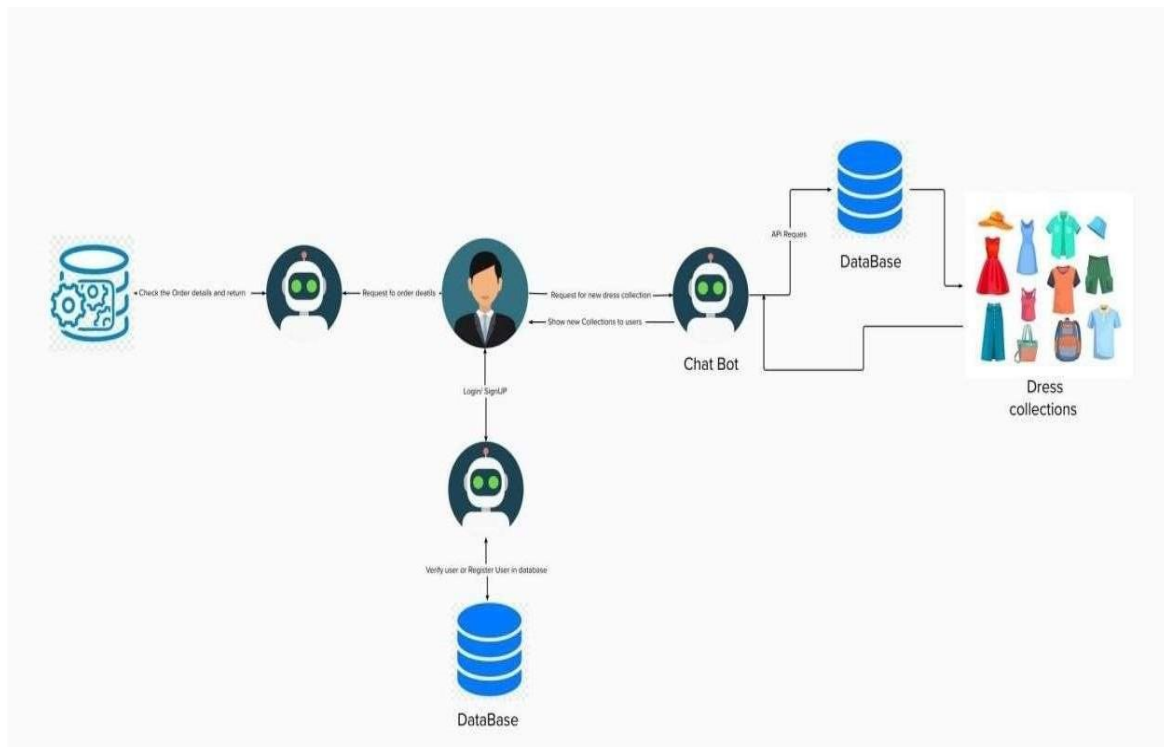 API Reques
DataBase
Check the Order details and return
Request fo order deatils
Request for new dress collection
Show new Collections to users
Chat Bot
Dress
collections
Login/ SignUP
Verify user or Register User in database
DataBase